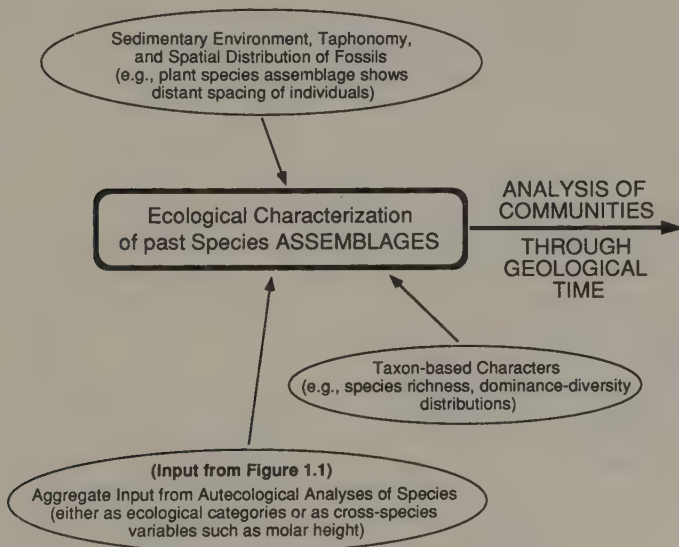 Sedimentary Environment, Taphonomy,
and Spatial Distribution of Fossils
(e.g., plant species assemblage shows
distant spacing of individuals)
Ecological Characterization
of past Species ASSEMBLAGES
ANALYSIS OF
COMMUNITIES
THROUGH
GEOLOGICAL
TIME
Taxon-based Characters
(e.g., species richness, dominance-diversity
distributions)
(Input from Figure 1.1)
Aggregate Input from Autecological Analyses of Species
(either as ecological categories or as cross-species
variables such as molar height)